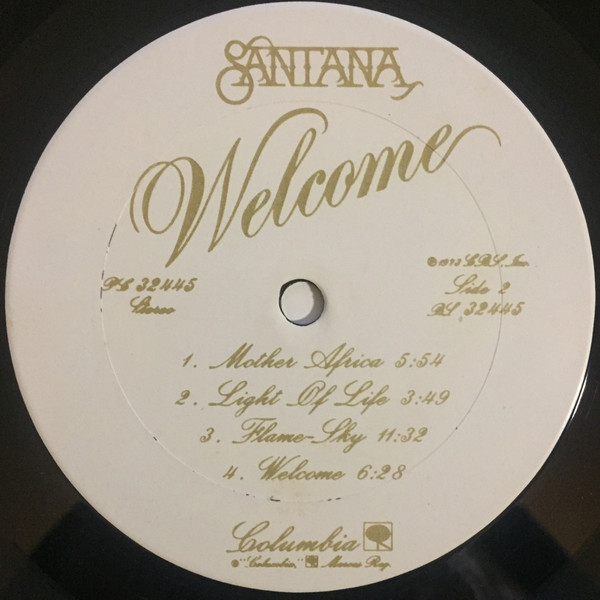 SANTANA
Welcome
PC 32445
Stereo
℗ 1973 CBS, Inc.
Side 2
BL 32445
1. Mother Africa 5:54
2. Light Of Life 3:49
3. Flame-Sky 11:32
4. Welcome 6:28
Columbia
® "Columbia," Marcas Reg.